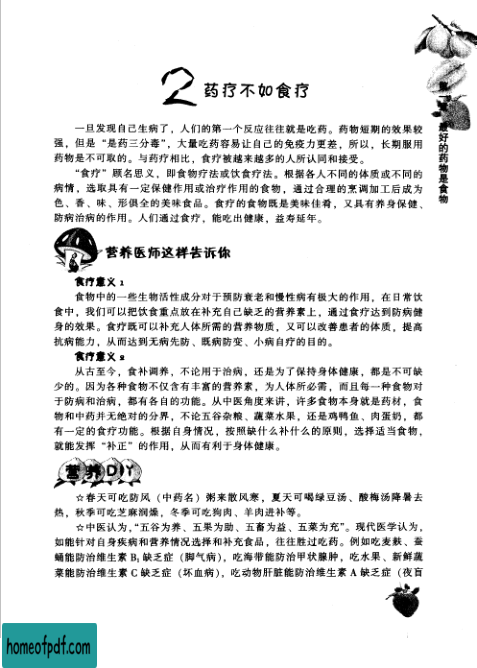 2 药疗不如食疗
一旦发现自己生病了，人们的第一个反应往往就是吃药。药物短期的效果较
强，但是“是药三分毒”，大量吃药容易让自己的免疫力更差，所以，长期服用
药物是不可取的。与药疗相比，食疗被越来越多的人所认同和接受。
“食疗”顾名思义，即食物疗法或饮食疗法。根据各人不同的体质或不同的
病情，选取具有一定保健作用或治疗作用的食物，通过合理的烹调加工后成为
色、香、味、形俱全的美味食品。食疗的食物既是美味佳肴，又具有养身保健、
防病治病的作用。人们通过食疗，能吃出健康，益寿延年。
营养医师这样告诉你
食疗意义 1
食物中的一些生物活性成分对于预防衰老和慢性病有极大的作用，在日常饮
食中，我们可以把饮食重点放在补充自己缺乏的营养素上，通过食疗达到防病健
身的效果。食疗既可以补充人体所需的营养物质，又可以改善患者的体质，提高
抗病能力，从而达到无病先防、既病防变、小病自疗的目的。
食疗意义 2
从古至今，食补调养，不论用于治病，还是为了保持身体健康，都是不可缺
少的。因为各种食物不仅含有丰富的营养素，为人体所必需，而且每一种食物对
于防病和治病，都有各自的功能。从中医角度来讲，许多食物本身就是药材，食
物和中药并无绝对的分界，不论五谷杂粮、蔬菜水果，还是鸡鸭鱼、肉蛋奶，都
有一定的食疗功能。根据自身情况，按照缺什么补什么的原则，选择适当食物，
就能发挥“补正”的作用，从而有利于身体健康。
营养DIY
☆春天可吃防风（中药名）粥来散风寒，夏天可喝绿豆汤、酸梅汤降暑去
热，秋季可吃芝麻润燥，冬季可吃狗肉、羊肉进补等。
☆中医认为，“五谷为养、五果为助、五畜为益、五菜为充”。现代医学认为，
如能针对自身疾病和营养情况选择和补充食品，往往胜过吃药。例如吃麦麸、蚕
蛹能防治维生素 B₁ 缺乏症（脚气病），吃海带能防治甲状腺肿，吃水果、新鲜蔬
菜能防治维生素 C 缺乏症（坏血病），吃动物肝脏能防治维生素 A 缺乏症（夜盲
最好的药物是食物
homeofpdf.com